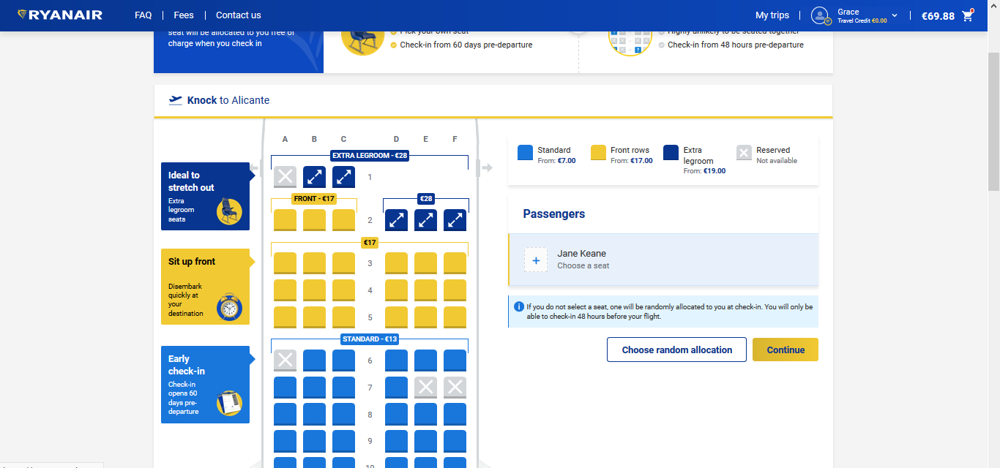 RYANAIR
FAQ
Fees
Contact us
My trips
Grace
Travel Credit €0.00
€69.88
seat will be allocated to you free of
charge when you check in
Pick your own seat
Check-in from 60 days pre-departure
Highly unlikely to be seated together
Check-in from 48 hours pre-departure
?
Knock to Alicante
A B C D E F
EXTRA LEGROOM - €28
1
FRONT - €17
€28
2
€17
3
4
5
STANDARD - €13
6
7
8
9
10
Ideal to
stretch out
Extra
legroom
seats
Sit up front
Disembark
quickly at
your
destination
Early
check-in
Check-in
opens 60
days pre-
departure
Standard
From: €7.00
Front rows
From: €17.00
Extra
legroom
From: €19.00
Reserved
Not available
Passengers
+
Jane Keane
Choose a seat
i
If you do not select a seat, one will be randomly allocated to you at check-in. You will only be
able to check-in 48 hours before your flight.
Choose random allocation
Continue